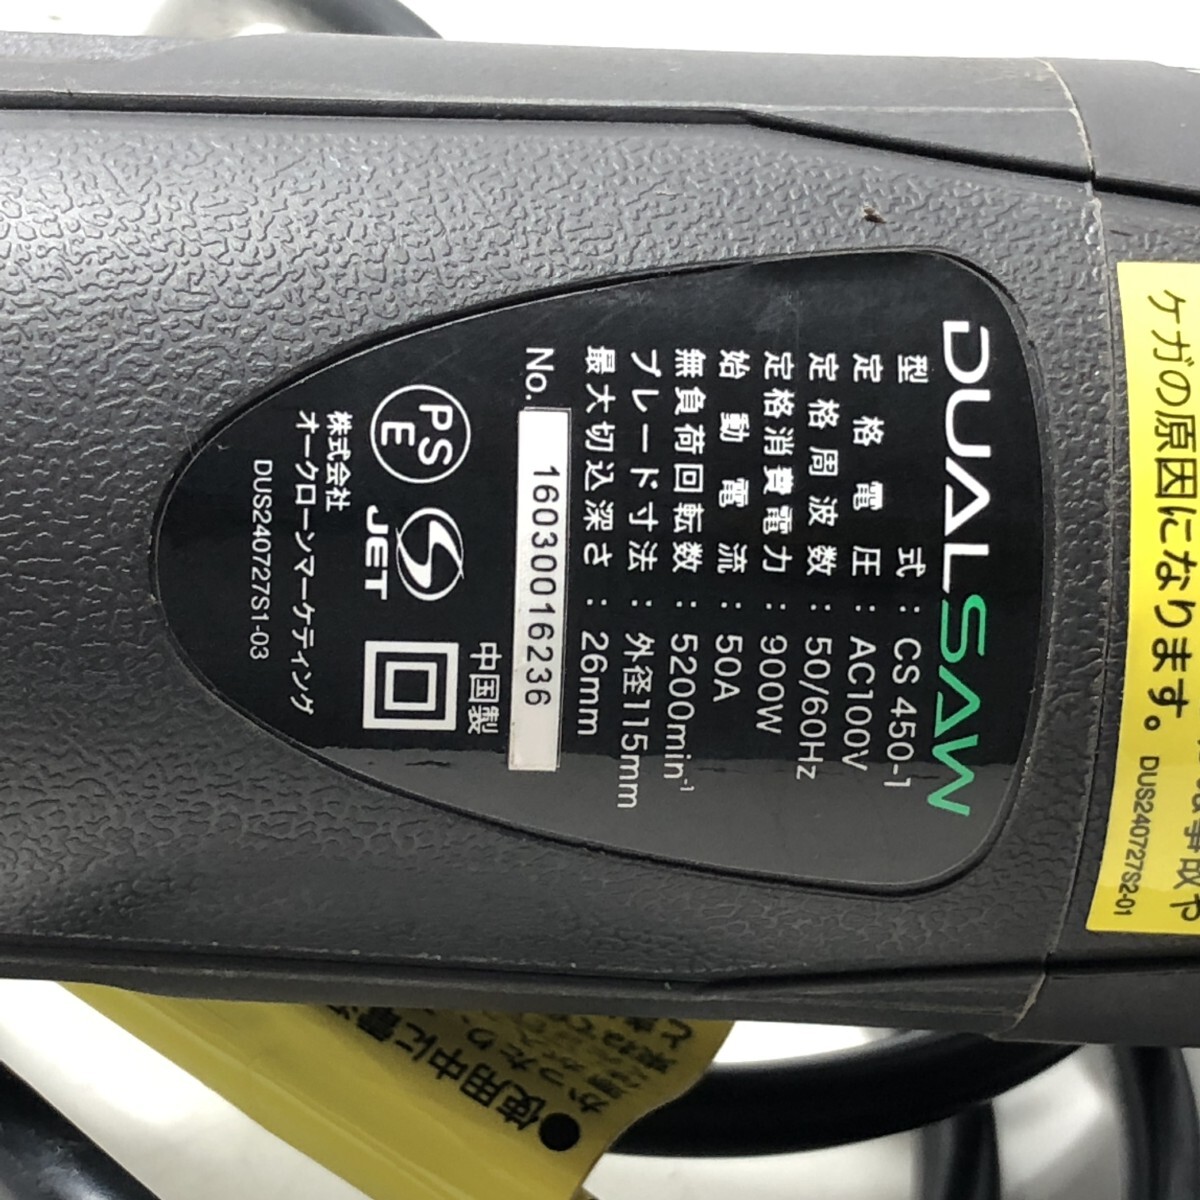 DUALSAW
型式:CS 450-1
定格電圧:AC100V
定格周波数:50/60Hz
定格消費電力:900W
始動電流:50A
無負荷回転数:5200min⁻¹
ブレード寸法:外径115mm
最大切込深さ:26mm
No. 160300016236
中国製
PS
E
JET
株式会社
オークローンマーケティング
DUS240727S1-03
ケガの原因になります。
DUS240727S2-01
●使用中に